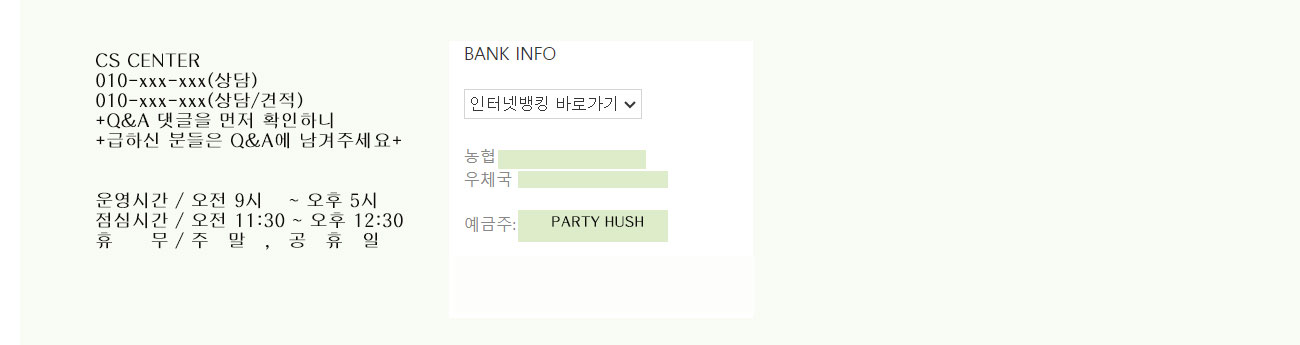 CS CENTER
010-xxx-xxx(상담)
010-xxx-xxx(상담/견적)
+Q&A 댓글을 먼저 확인하니
+급하신 분들은 Q&A에 남겨주세요+
운영시간 / 오전 9시 ~ 오후 5시
점심시간 / 오전 11:30 ~ 오후 12:30
휴 무 / 주 말 , 공 휴 일
BANK INFO
인터넷뱅킹 바로가기
농협
우체국
예금주: PARTY HUSH